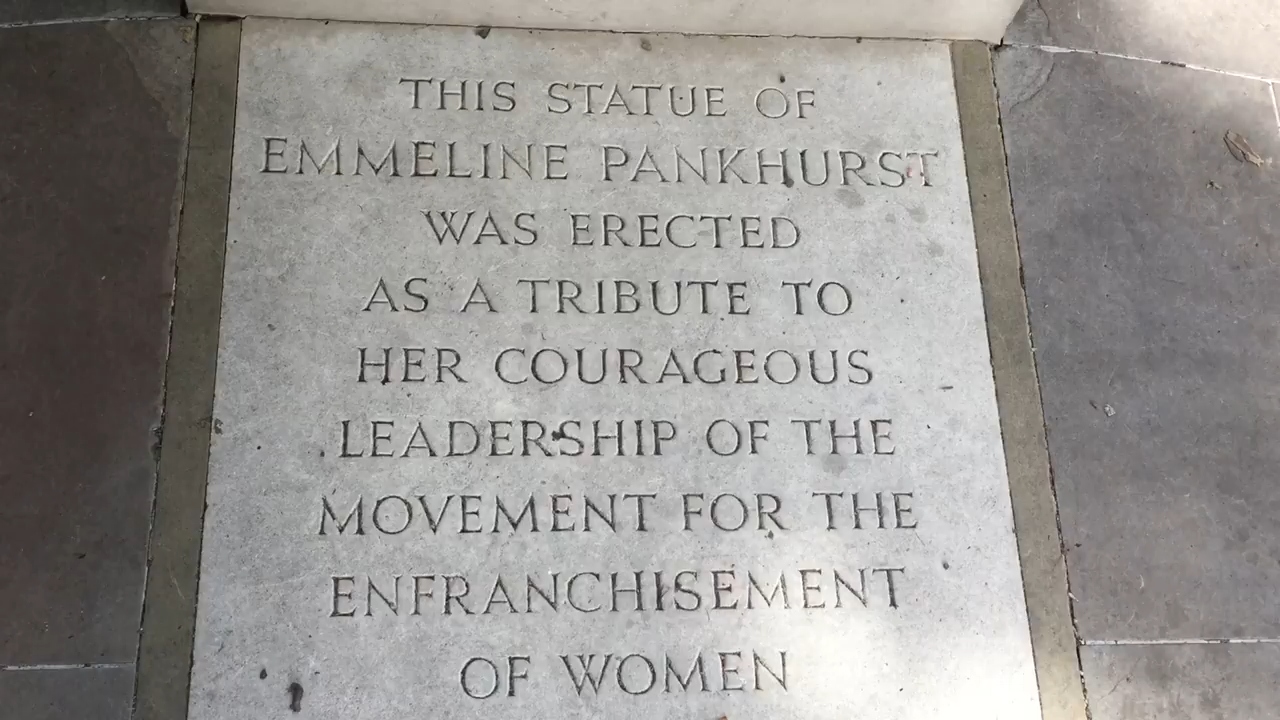 THIS STATUE OF
EMMELINE PANKHURST
WAS ERECTED
AS A TRIBUTE TO
HER COURAGEOUS
LEADERSHIP OF THE
MOVEMENT FOR THE
ENFRANCHISEMENT
OF WOMEN